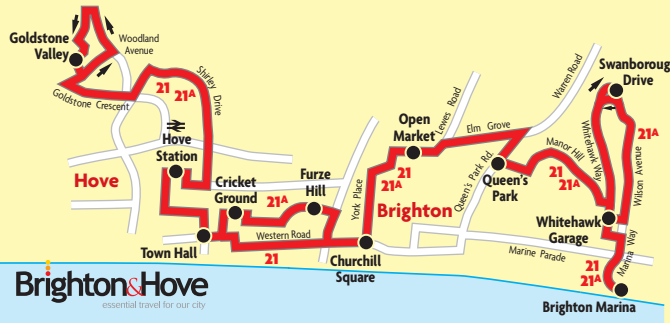 Goldstone
Valley
Woodland
Avenue
Goldstone Crescent
21
21A
Shirley Drive
Hove
Station
Hove
Cricket
Ground
21A
Furze
Hill
Town Hall
Western Road
21
York Place
Churchill
Square
21
21A
Brighton
Open
Market
Lewes Road
Elm Grove
Queen's Park Rd.
Queen's
Park
Warren Road
Manor Hill
21
21A
Swanborough
Drive
Whitehawk Way
21A
Wilson Avenue
Whitehawk
Garage
Marine Parade
Marina Way
21
21A
Brighton Marina
Brighton&Hove
essential travel for our city